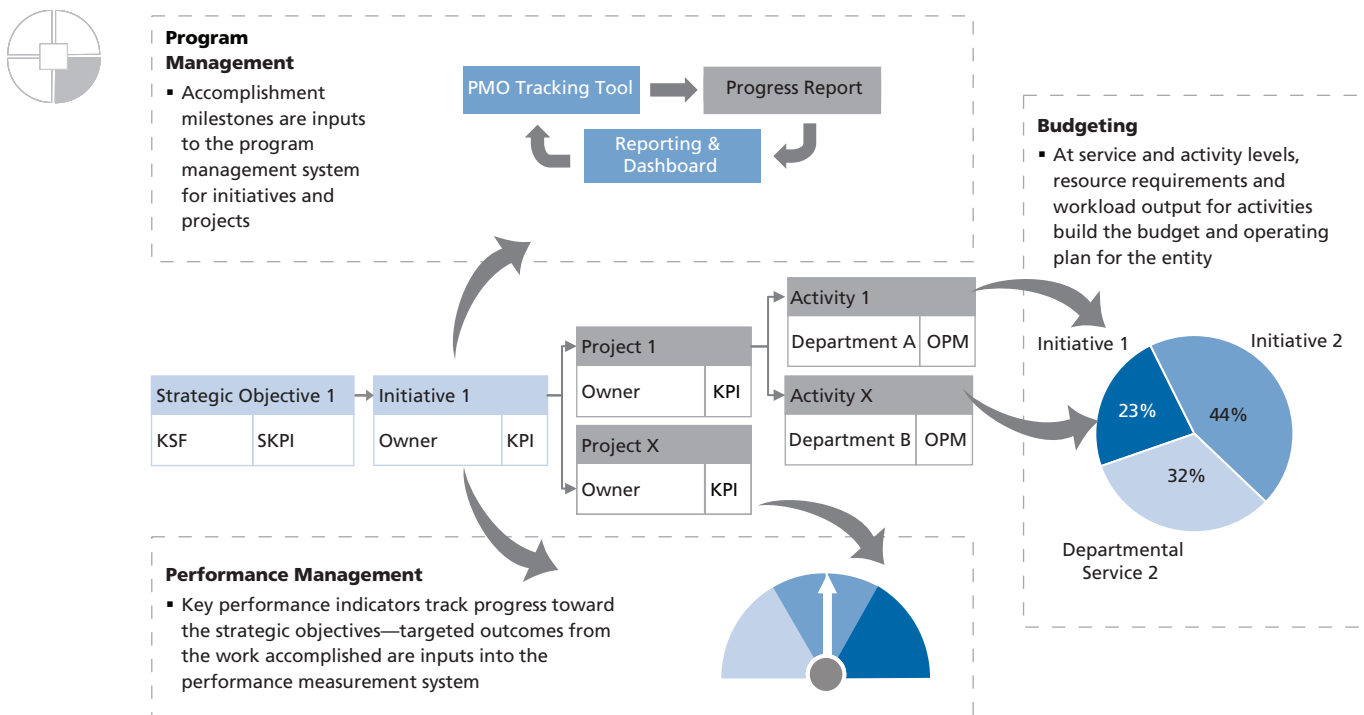 Program
Management
▪ Accomplishment
milestones are inputs
to the program
management system
for initiatives and
projects
PMO Tracking Tool
Progress Report
Reporting &
Dashboard
Budgeting
▪ At service and activity levels,
resource requirements and
workload output for activities
build the budget and operating
plan for the entity
Strategic Objective 1
KSF
SKPI
Initiative 1
Owner
KPI
Project 1
Owner
KPI
Project X
Owner
KPI
Activity 1
Department A
OPM
Activity X
Department B
OPM
Initiative 1
Initiative 2
23%
44%
32%
Departmental
Service 2
Performance Management
▪ Key performance indicators track progress toward
the strategic objectives—targeted outcomes from
the work accomplished are inputs into the
performance measurement system